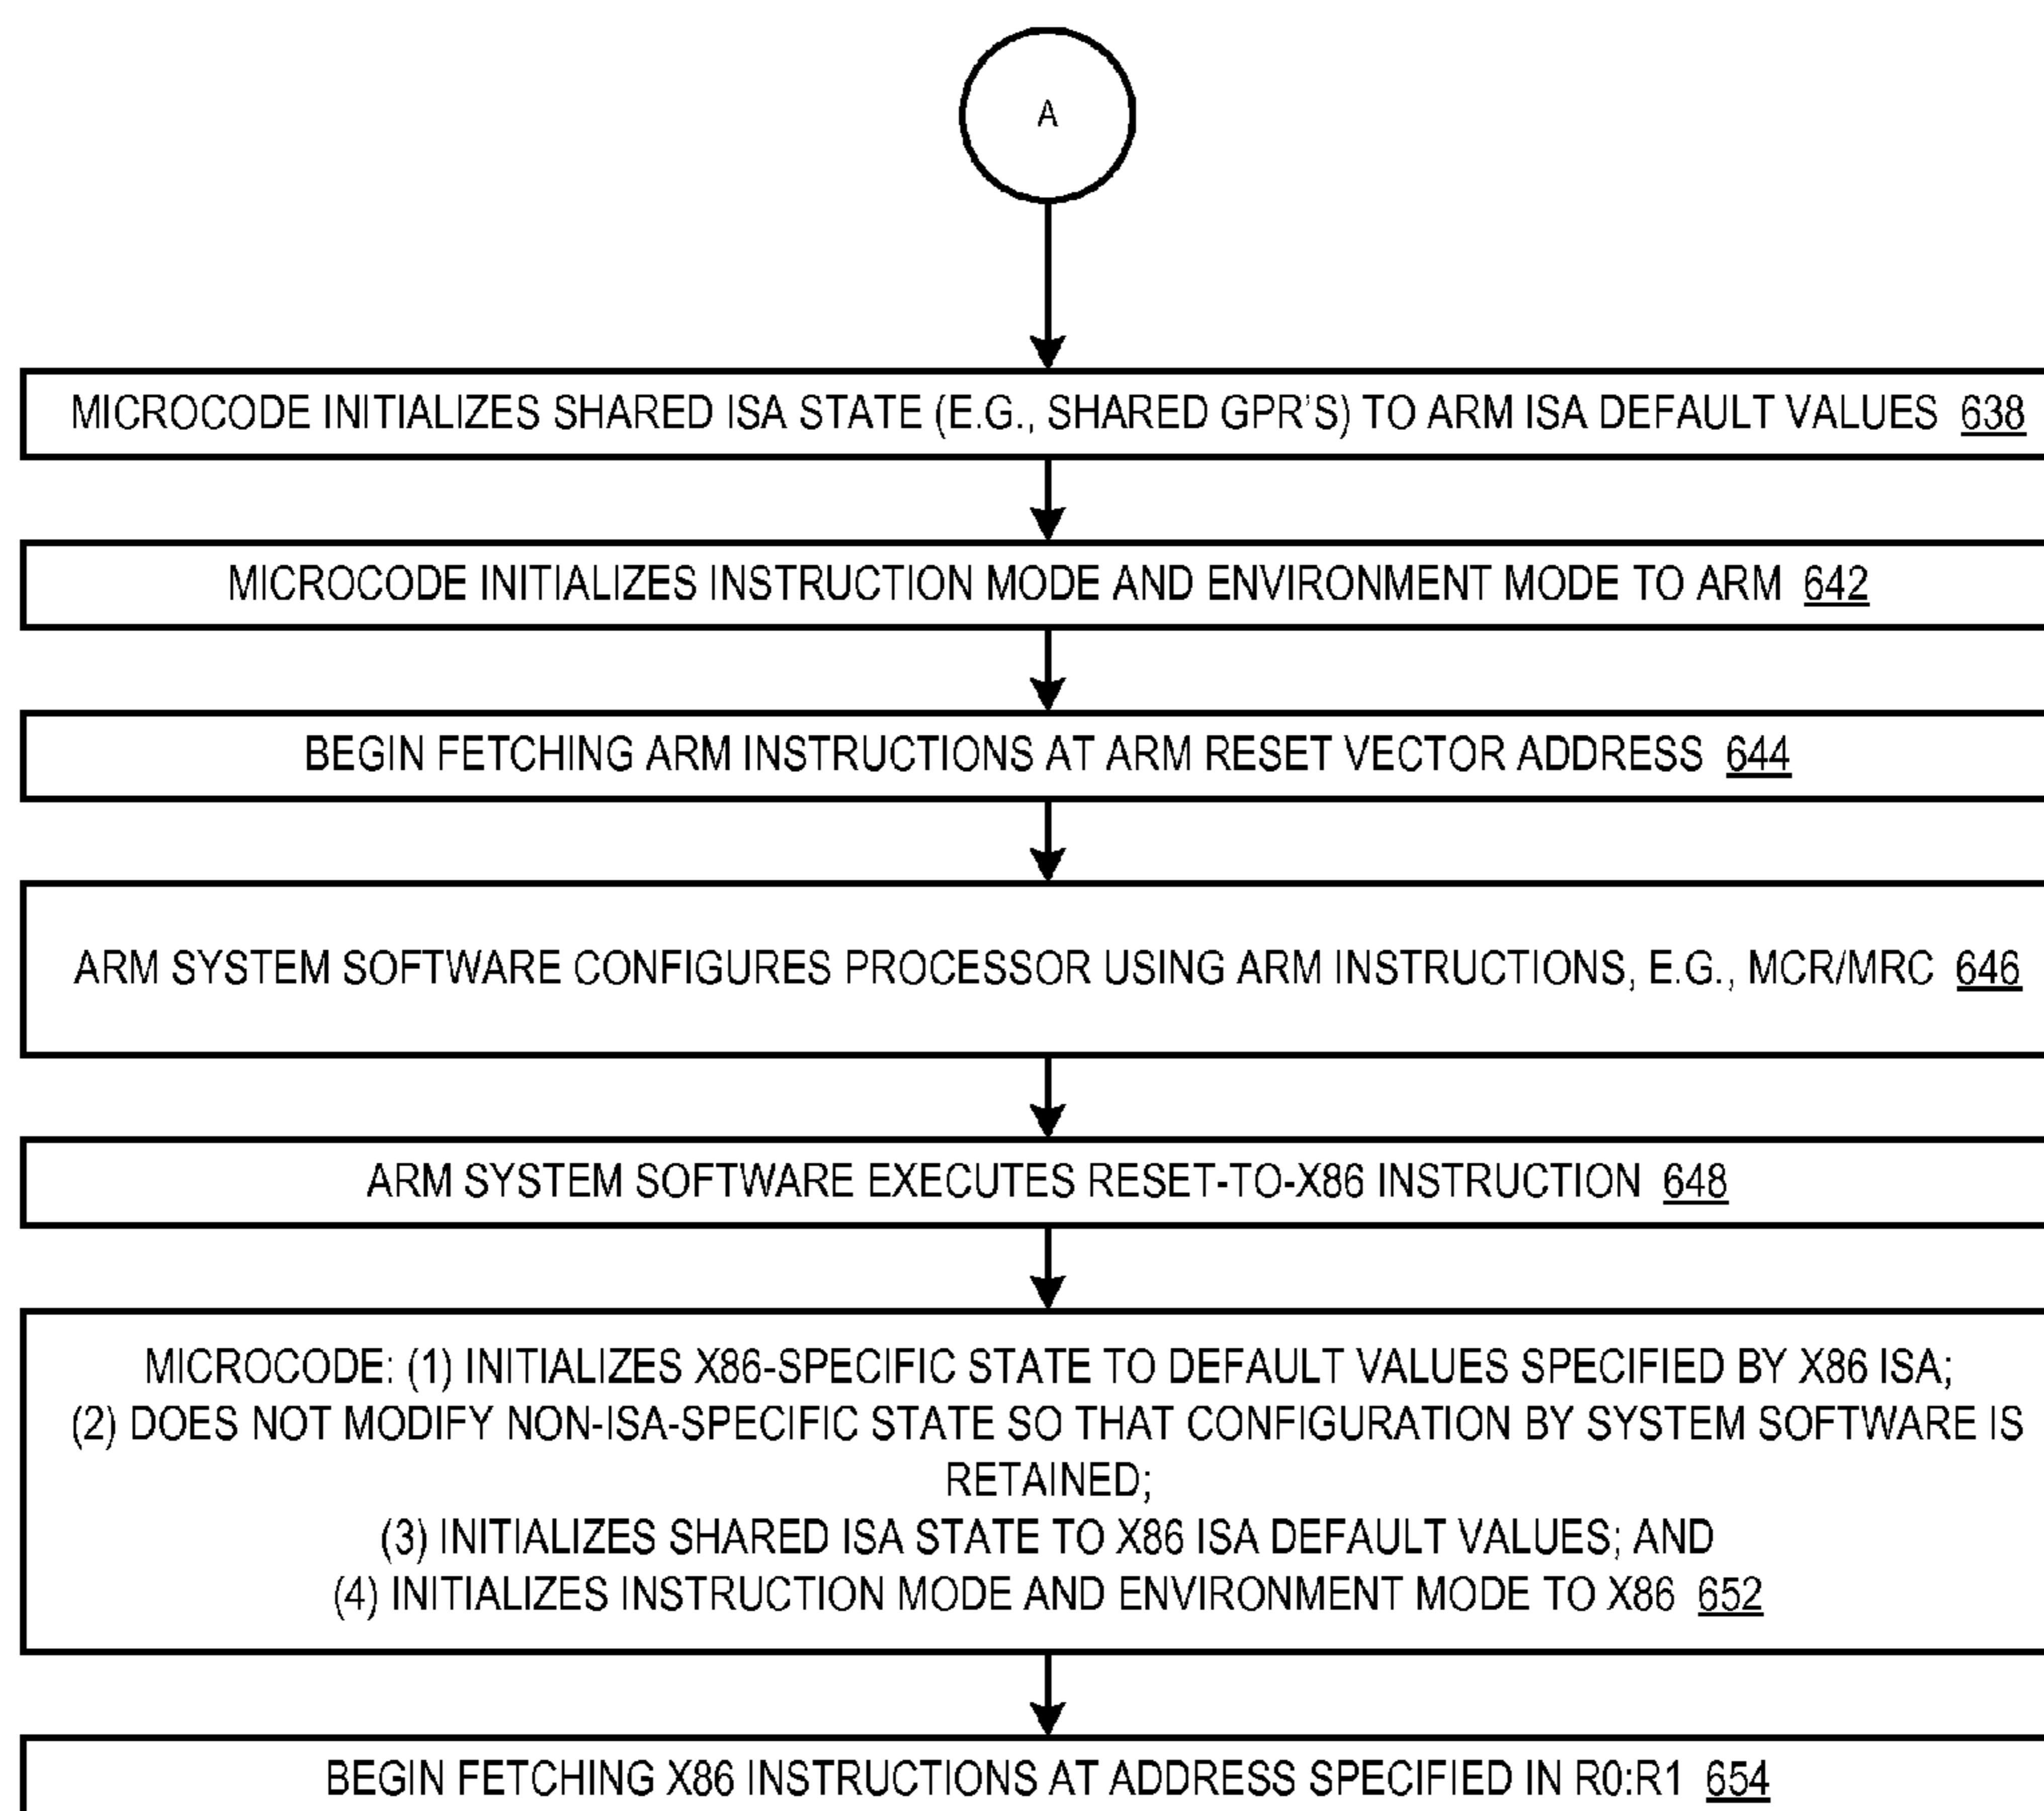 A
MICROCODE INITIALIZES SHARED ISA STATE (E.G., SHARED GPR'S) TO ARM ISA DEFAULT VALUES 638
MICROCODE INITIALIZES INSTRUCTION MODE AND ENVIRONMENT MODE TO ARM 642
BEGIN FETCHING ARM INSTRUCTIONS AT ARM RESET VECTOR ADDRESS 644
ARM SYSTEM SOFTWARE CONFIGURES PROCESSOR USING ARM INSTRUCTIONS, E.G., MCR/MRC 646
ARM SYSTEM SOFTWARE EXECUTES RESET-TO-X86 INSTRUCTION 648
MICROCODE: (1) INITIALIZES X86-SPECIFIC STATE TO DEFAULT VALUES SPECIFIED BY X86 ISA;
(2) DOES NOT MODIFY NON-ISA-SPECIFIC STATE SO THAT CONFIGURATION BY SYSTEM SOFTWARE IS
RETAINED;
(3) INITIALIZES SHARED ISA STATE TO X86 ISA DEFAULT VALUES; AND
(4) INITIALIZES INSTRUCTION MODE AND ENVIRONMENT MODE TO X86 652
BEGIN FETCHING X86 INSTRUCTIONS AT ADDRESS SPECIFIED IN R0:R1 654